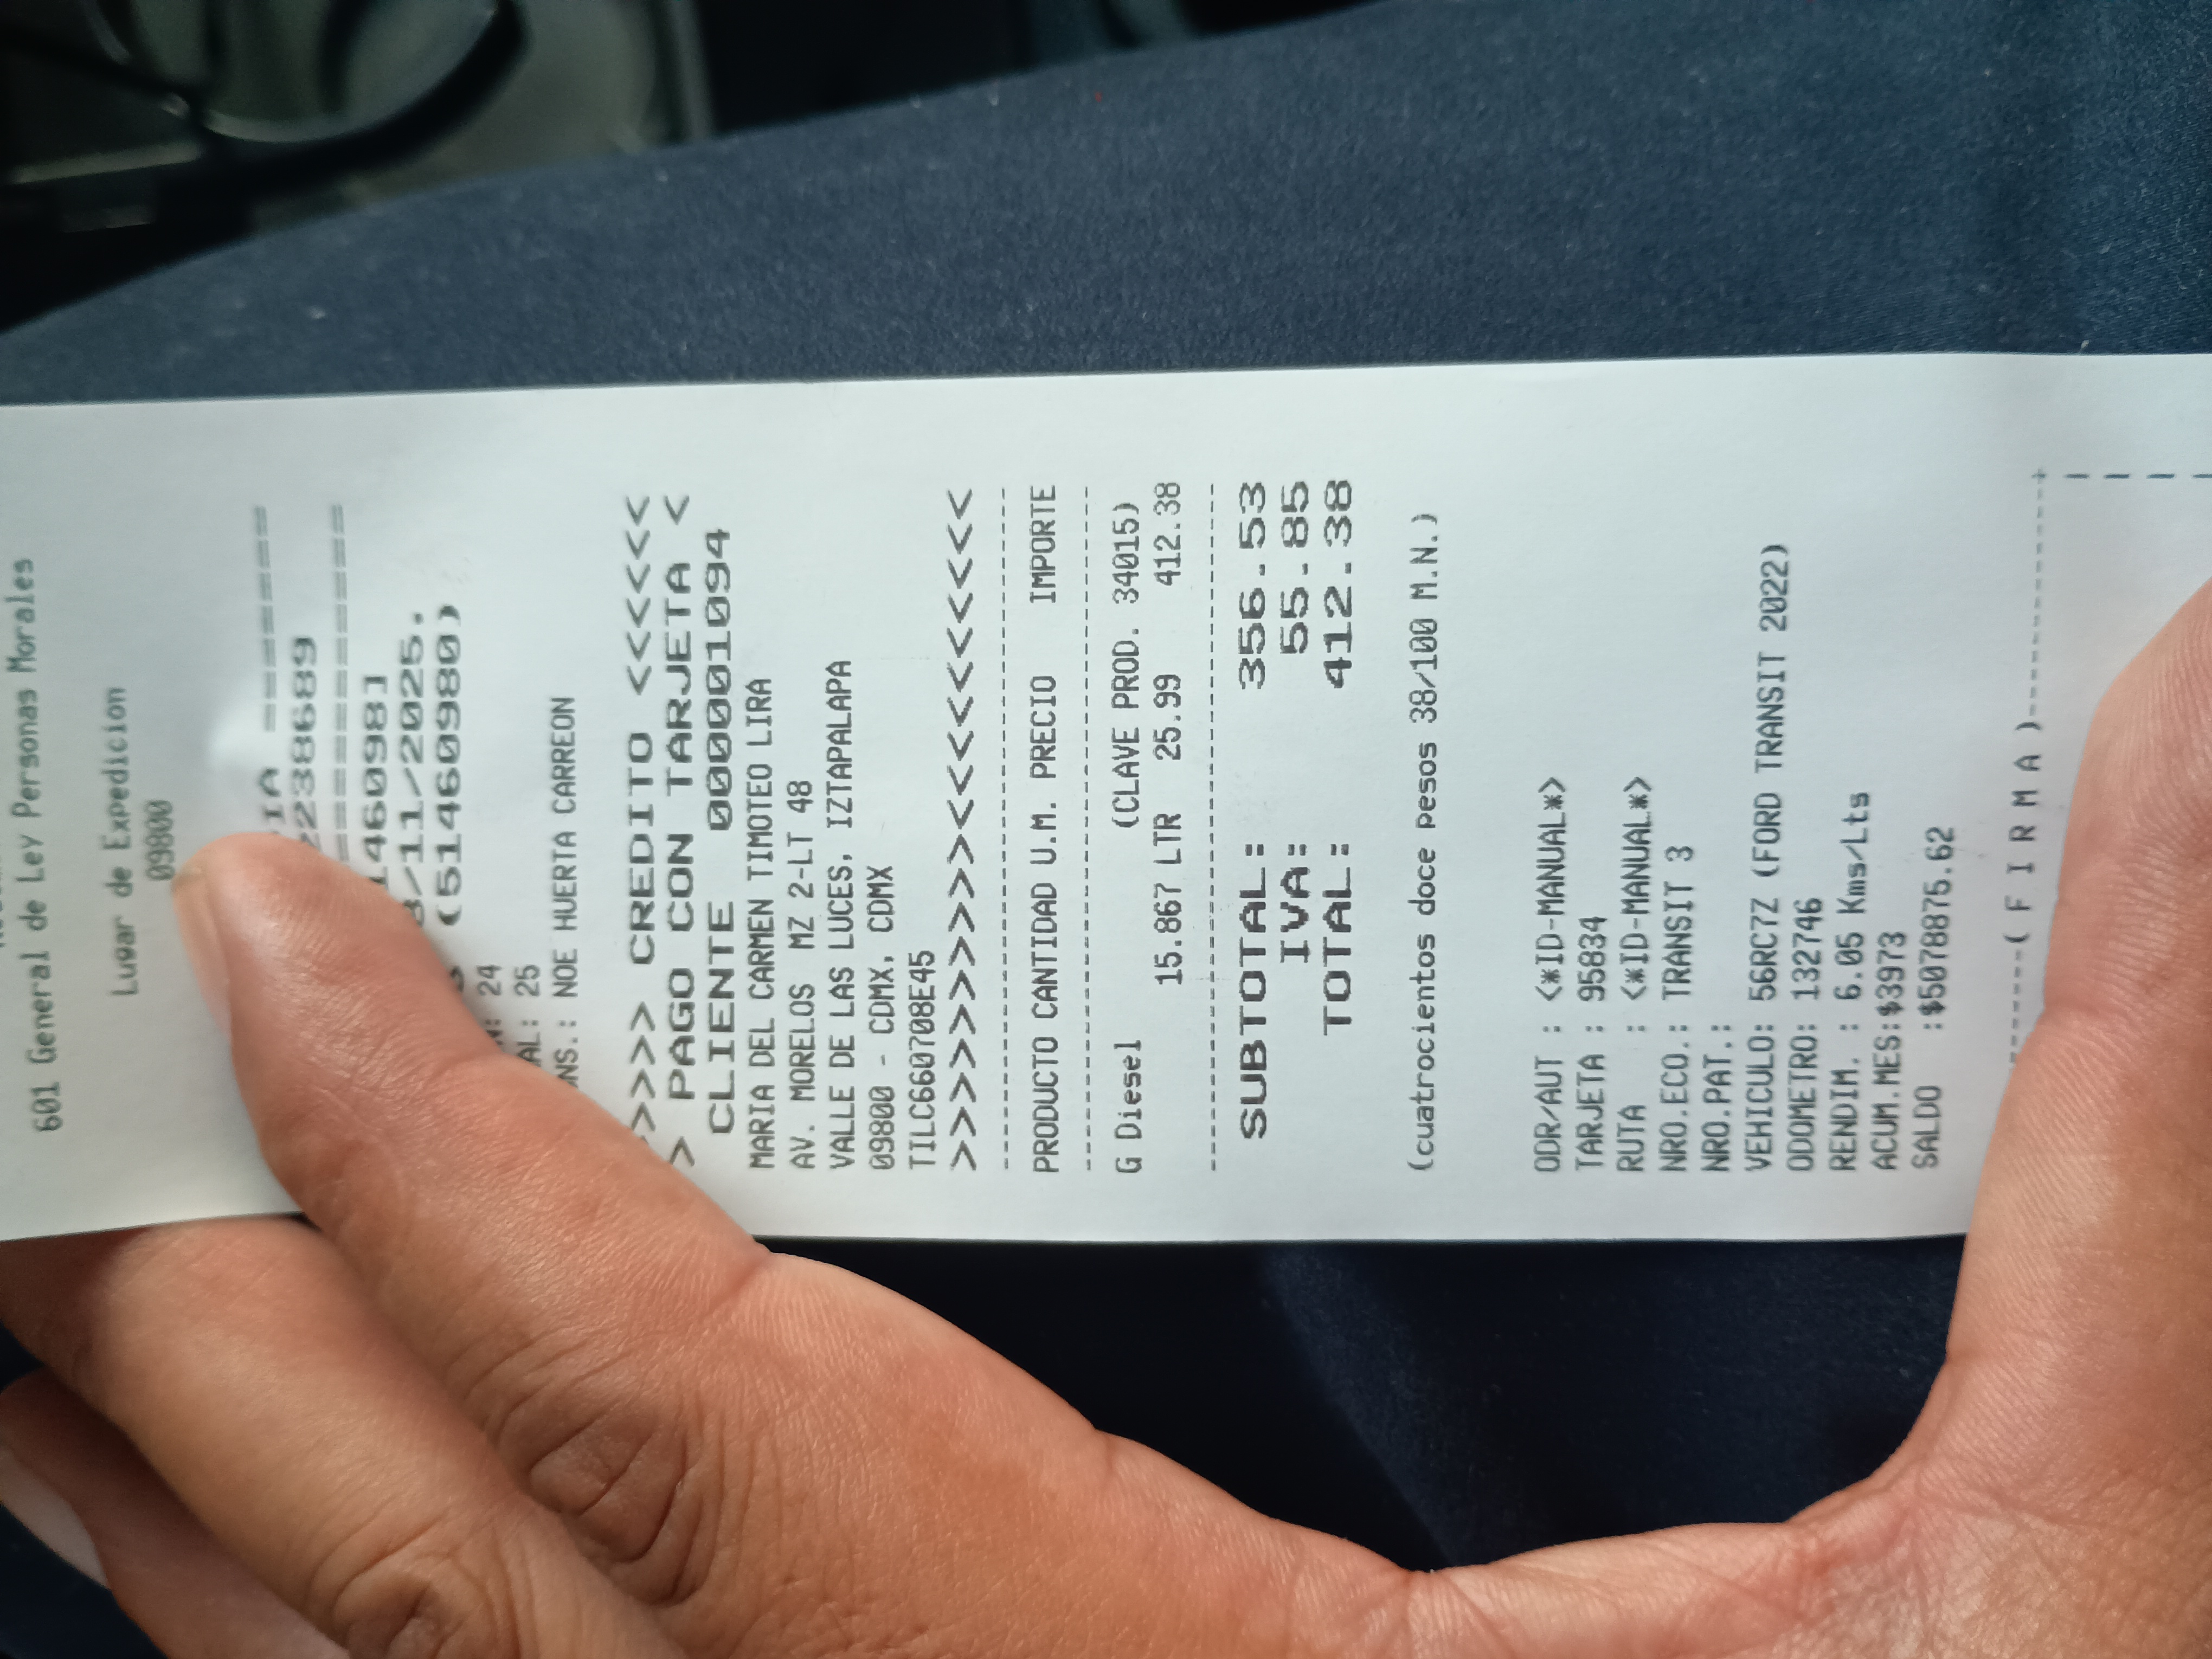 601 General de Ley Personas Morales
Lugar de Expedicion
09800
==========
2238689
==========
1460981
/11/2025,
(51460980)
: 24
AL: 25
NS.: NOE HUERTA CARREON
>>>>> CREDITO <<<<<<
> PAGO CON TARJETA <
CLIENTE 0000001094
MARIA DEL CARMEN TIMOTEO LIRA
AV. MORELOS MZ 2-LT 48
VALLE DE LAS LUCES, IZTAPALAPA
09800 - CDMX, CDMX
TILC660708E45
>>>>>>>>>><<<<<<<<<<
PRODUCTO CANTIDAD U.M. PRECIO IMPORTE
G Diesel (CLAVE PROD. 34015)
15.867 LTR 25.99 412.38
SUBTOTAL: 356.53
IVA: 55.85
TOTAL: 412.38
(cuatrocientos doce pesos 38/100 M.N.)
ODR/AUT : <*ID-MANUAL*>
TARJETA : 95834
RUTA : <*ID-MANUAL*>
NRO.ECO.: TRANSIT 3
NRO.PAT.:
VEHICULO: 56RC7Z (FORD TRANSIT 2022)
ODOMETRO: 132746
RENDIM. : 6.05 Kms/Lts
ACUM.MES:$3973
SALDO :$5078875.62
-----( F I R M A )-----